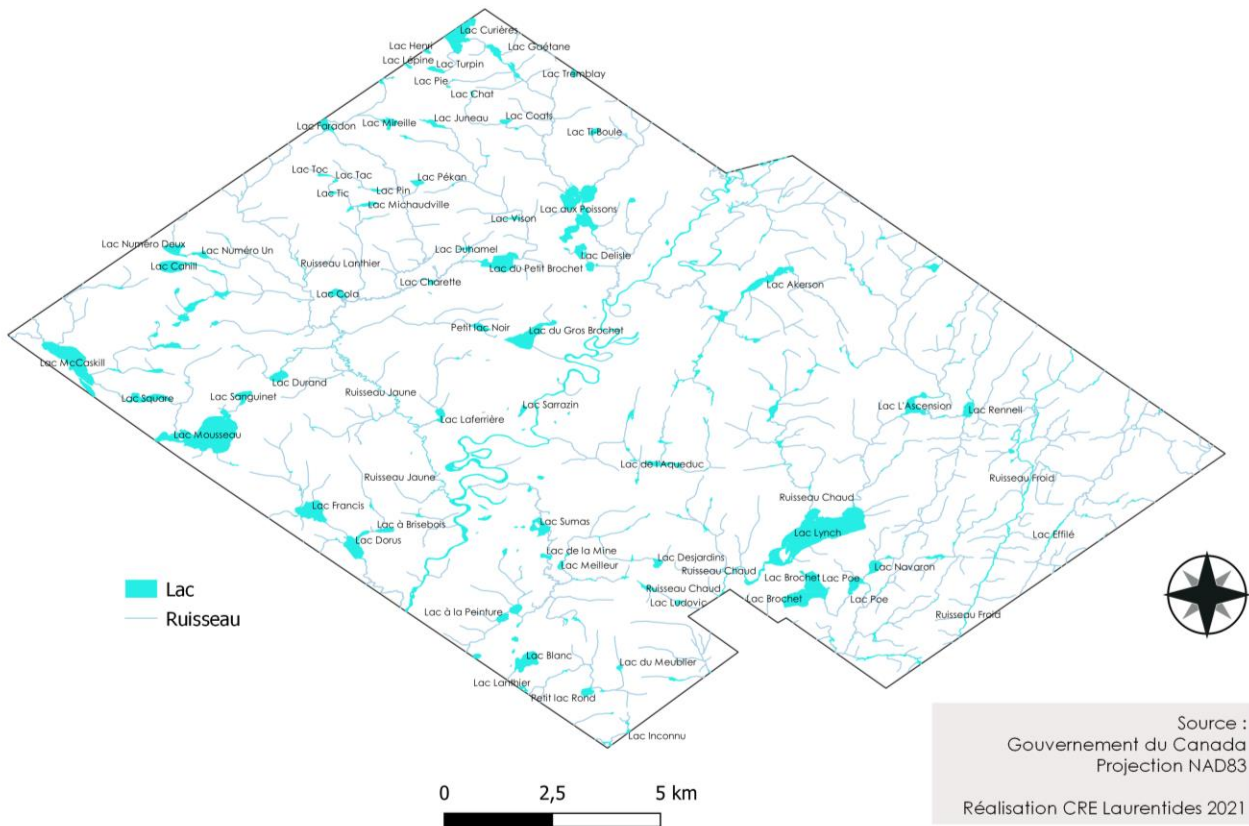 Lac Curières
Lac Henri
Lac Guétane
Lac Lépine
Lac Turpin
Lac Tremblay
Lac Pie
Lac Chat
Lac Faradon
Lac Mireille
Lac Juneau
Lac Coats
Lac Ti-Boule
Lac Toc
Lac Tac
Lac Pékan
Lac Tic
Lac Pin
Lac Michaudville
Lac Vison
Lac aux Poissons
Lac Numéro Deux
Lac Numéro Un
Lac Duhamel
Lac Delisle
Lac Cahill
Ruisseau Lanthier
Lac du Petit Brochet
Lac Charette
Lac Akerson
Lac Cola
Petit lac Noir
Lac du Gros Brochet
Lac McCaskill
Lac Durand
Lac Square
Lac Sanguinet
Ruisseau Jaune
Lac Sarrazin
Lac L'Ascension
Lac Rennell
Lac Laferrière
Lac Mousseau
Lac de l'Aqueduc
Ruisseau Jaune
Ruisseau Froid
Ruisseau Chaud
Lac Francis
Lac à Brisebois
Lac Sumas
Lac Lynch
Lac Effilé
Lac Dorus
Lac de la Mine
Lac Desjardins
Lac Meilleur
Ruisseau Chaud
Lac Navaron
Lac Brochet
Lac Poe
Ruisseau Chaud
Lac Brochet
Lac Poe
Lac Ludovic
Lac à la Peinture
Ruisseau Froid
Lac Blanc
Lac du Meublier
Lac Lanthier
Petit lac Rond
Lac Inconnu
Lac
Ruisseau
0 2,5 5 km
Source :
Gouvernement du Canada
Projection NAD83
Réalisation CRE Laurentides 2021